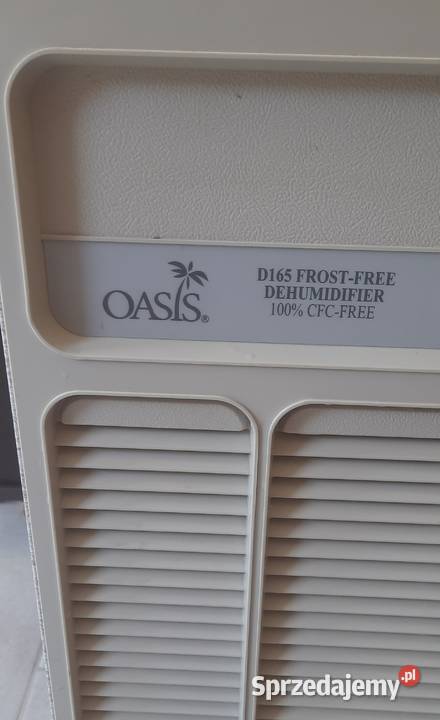 OASIS®
D165 FROST-FREE
DEHUMIDIFIER
100% CFC-FREE
Sprzedajemy.pl